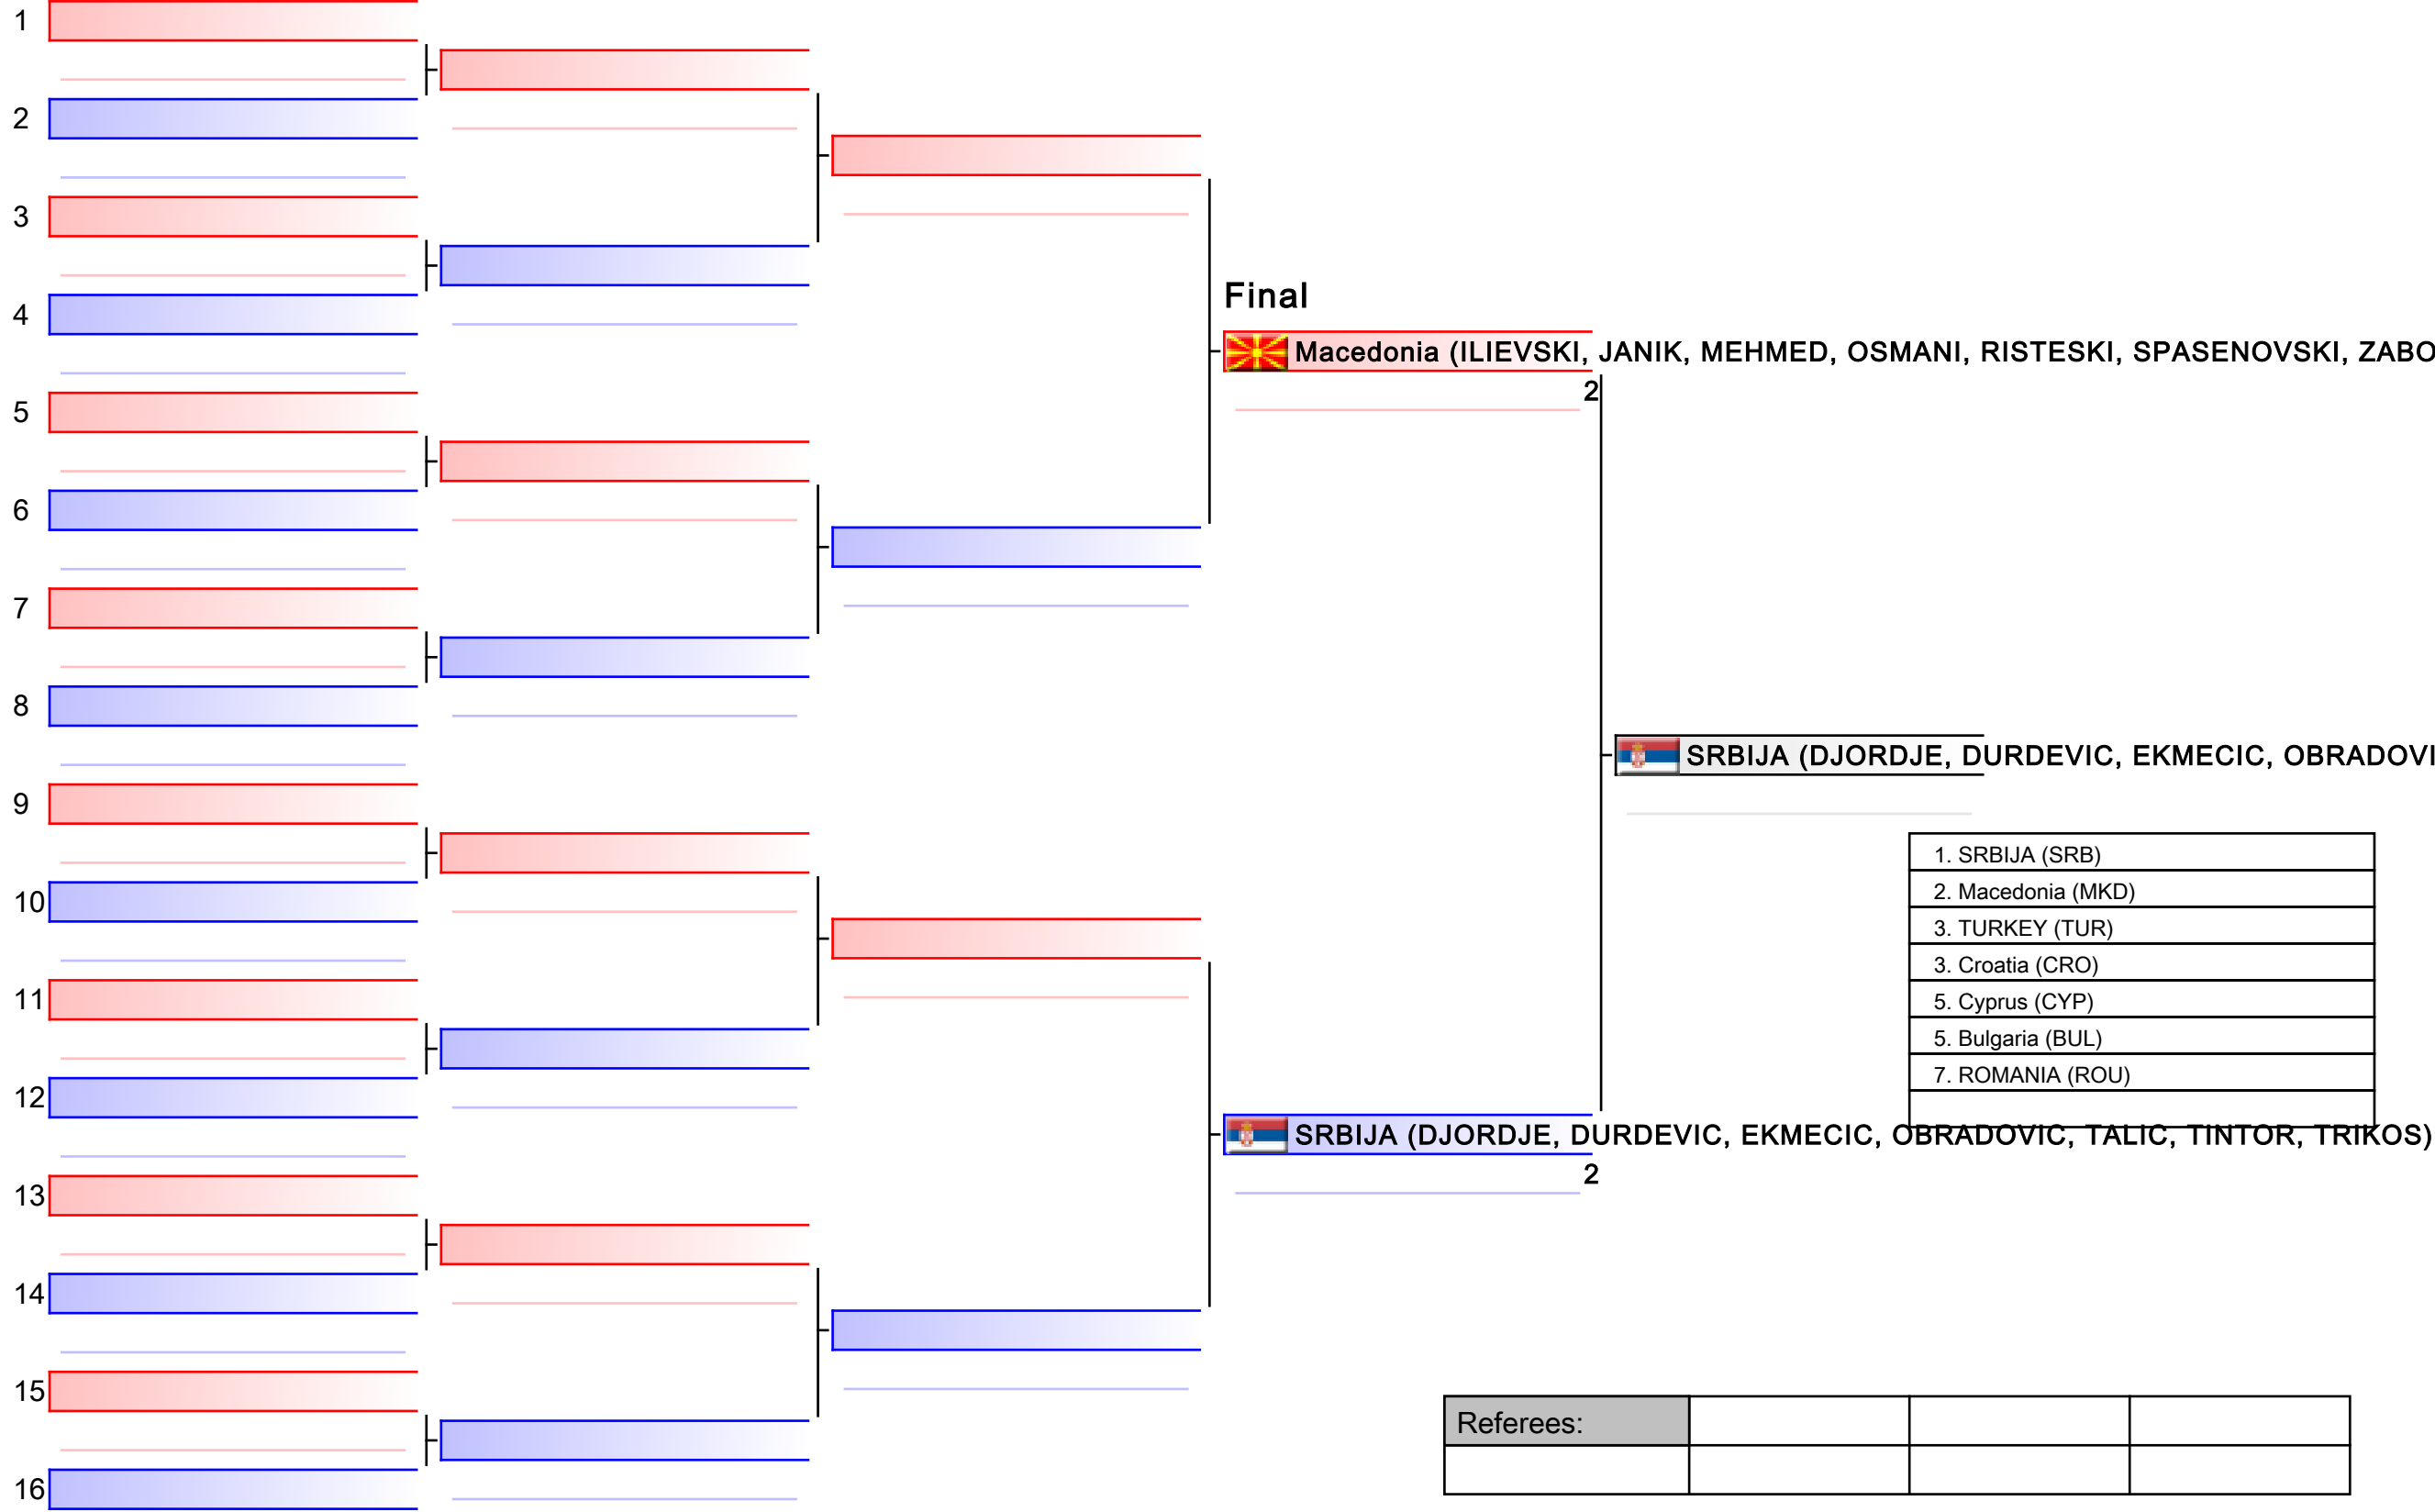 1
2
3
4
5
6
7
8
9
10
11
12
13
14
15
16
Final
Macedonia (ILIEVSKI, JANIK, MEHMED, OSMANI, RISTESKI, SPASENOVSKI, ZABO
2
SRBIJA (DJORDJE, DURDEVIC, EKMECIC, OBRADOVI
1. SRBIJA (SRB)
2. Macedonia (MKD)
3. TURKEY (TUR)
3. Croatia (CRO)
5. Cyprus (CYP)
5. Bulgaria (BUL)
7. ROMANIA (ROU)
SRBIJA (DJORDJE, DURDEVIC, EKMECIC, OBRADOVIC, TALIC, TINTOR, TRIKOS)
2
Referees: